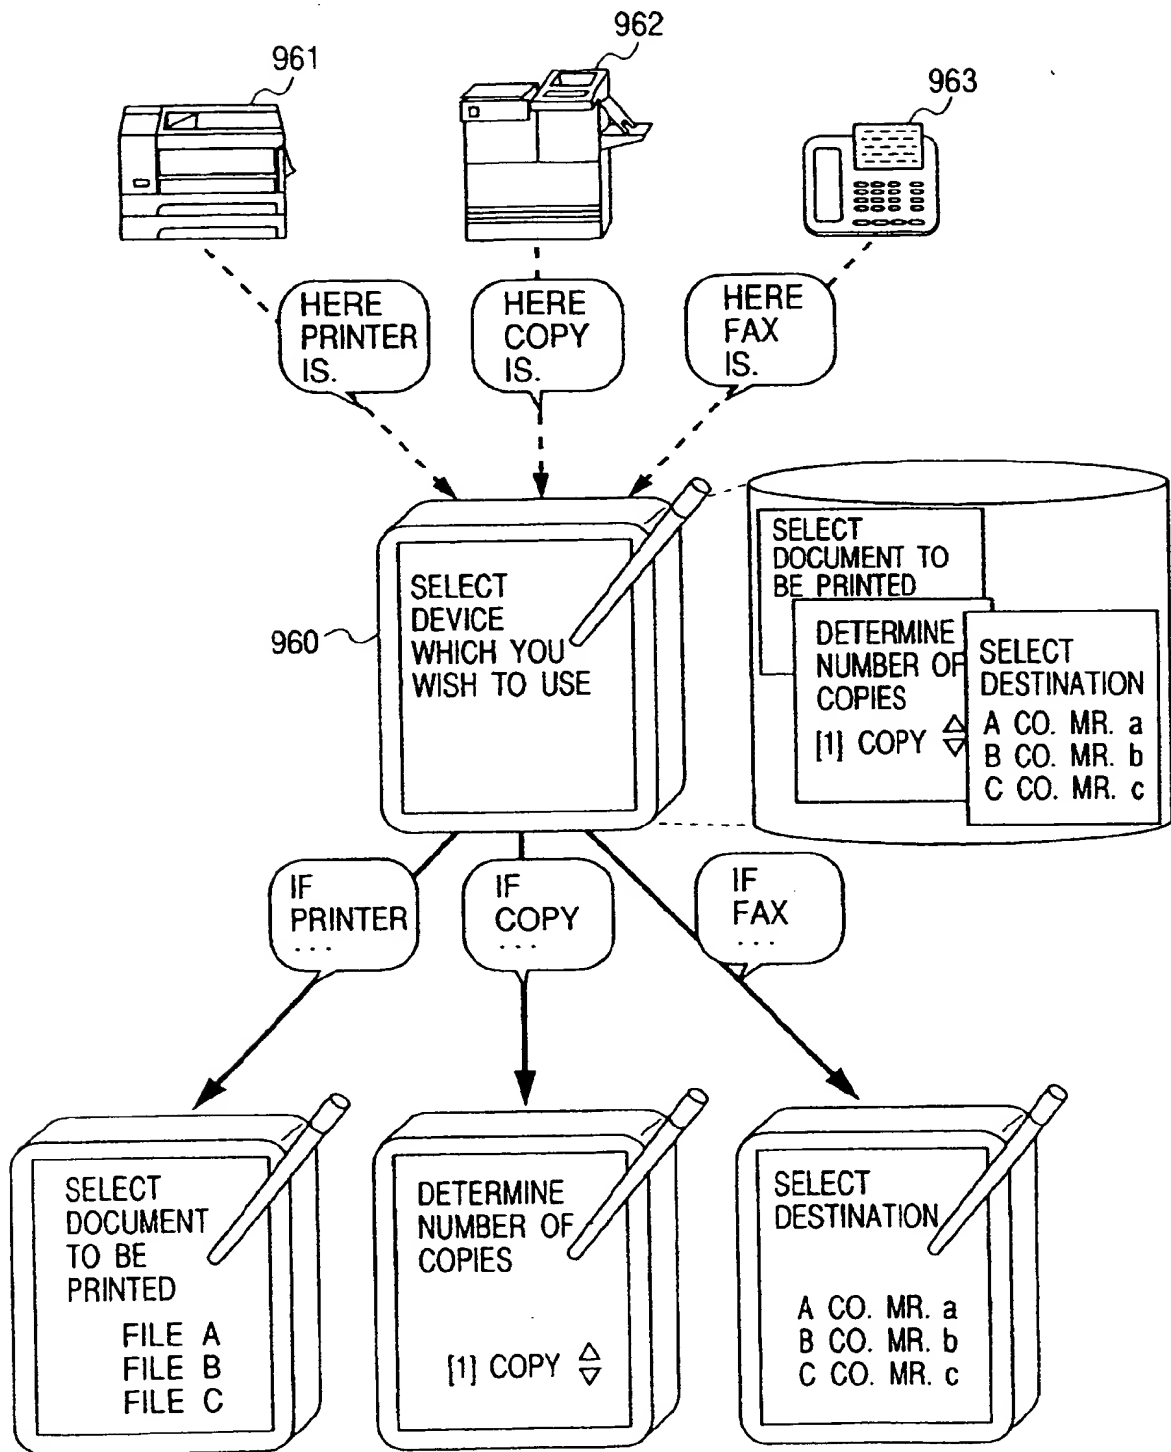 961
962
963
HERE
PRINTER
IS.
HERE
COPY
IS.
HERE
FAX
IS.
960
SELECT
DEVICE
WHICH YOU
WISH TO USE
SELECT
DOCUMENT TO
BE PRINTED
DETERMINE
NUMBER OF
COPIES
[1] COPY
SELECT
DESTINATION
A CO. MR. a
B CO. MR. b
C CO. MR. c
IF
PRINTER
...
IF
COPY
...
IF
FAX
...
SELECT
DOCUMENT
TO BE
PRINTED
FILE A
FILE B
FILE C
DETERMINE
NUMBER OF
COPIES
[1] COPY
SELECT
DESTINATION
A CO. MR. a
B CO. MR. b
C CO. MR. c